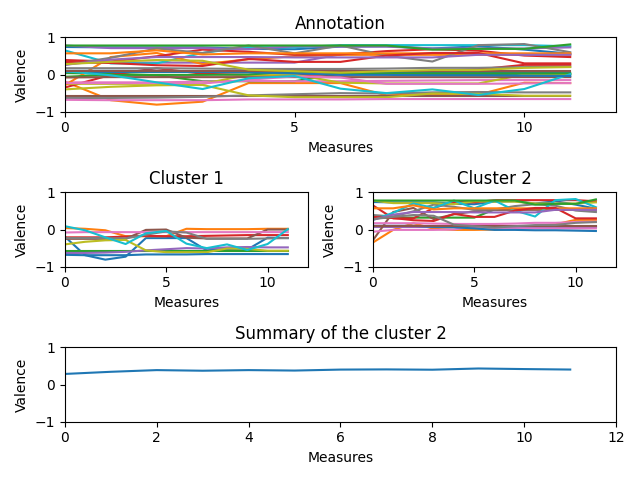 Annotation
Valence
1
0
-1
0 5 10
Measures
Cluster 1
Valence
1
0
-1
0 5 10
Measures
Cluster 2
Valence
1
0
-1
0 5 10
Measures
Summary of the cluster 2
Valence
1
0
-1
0 2 4 6 8 10 12
Measures